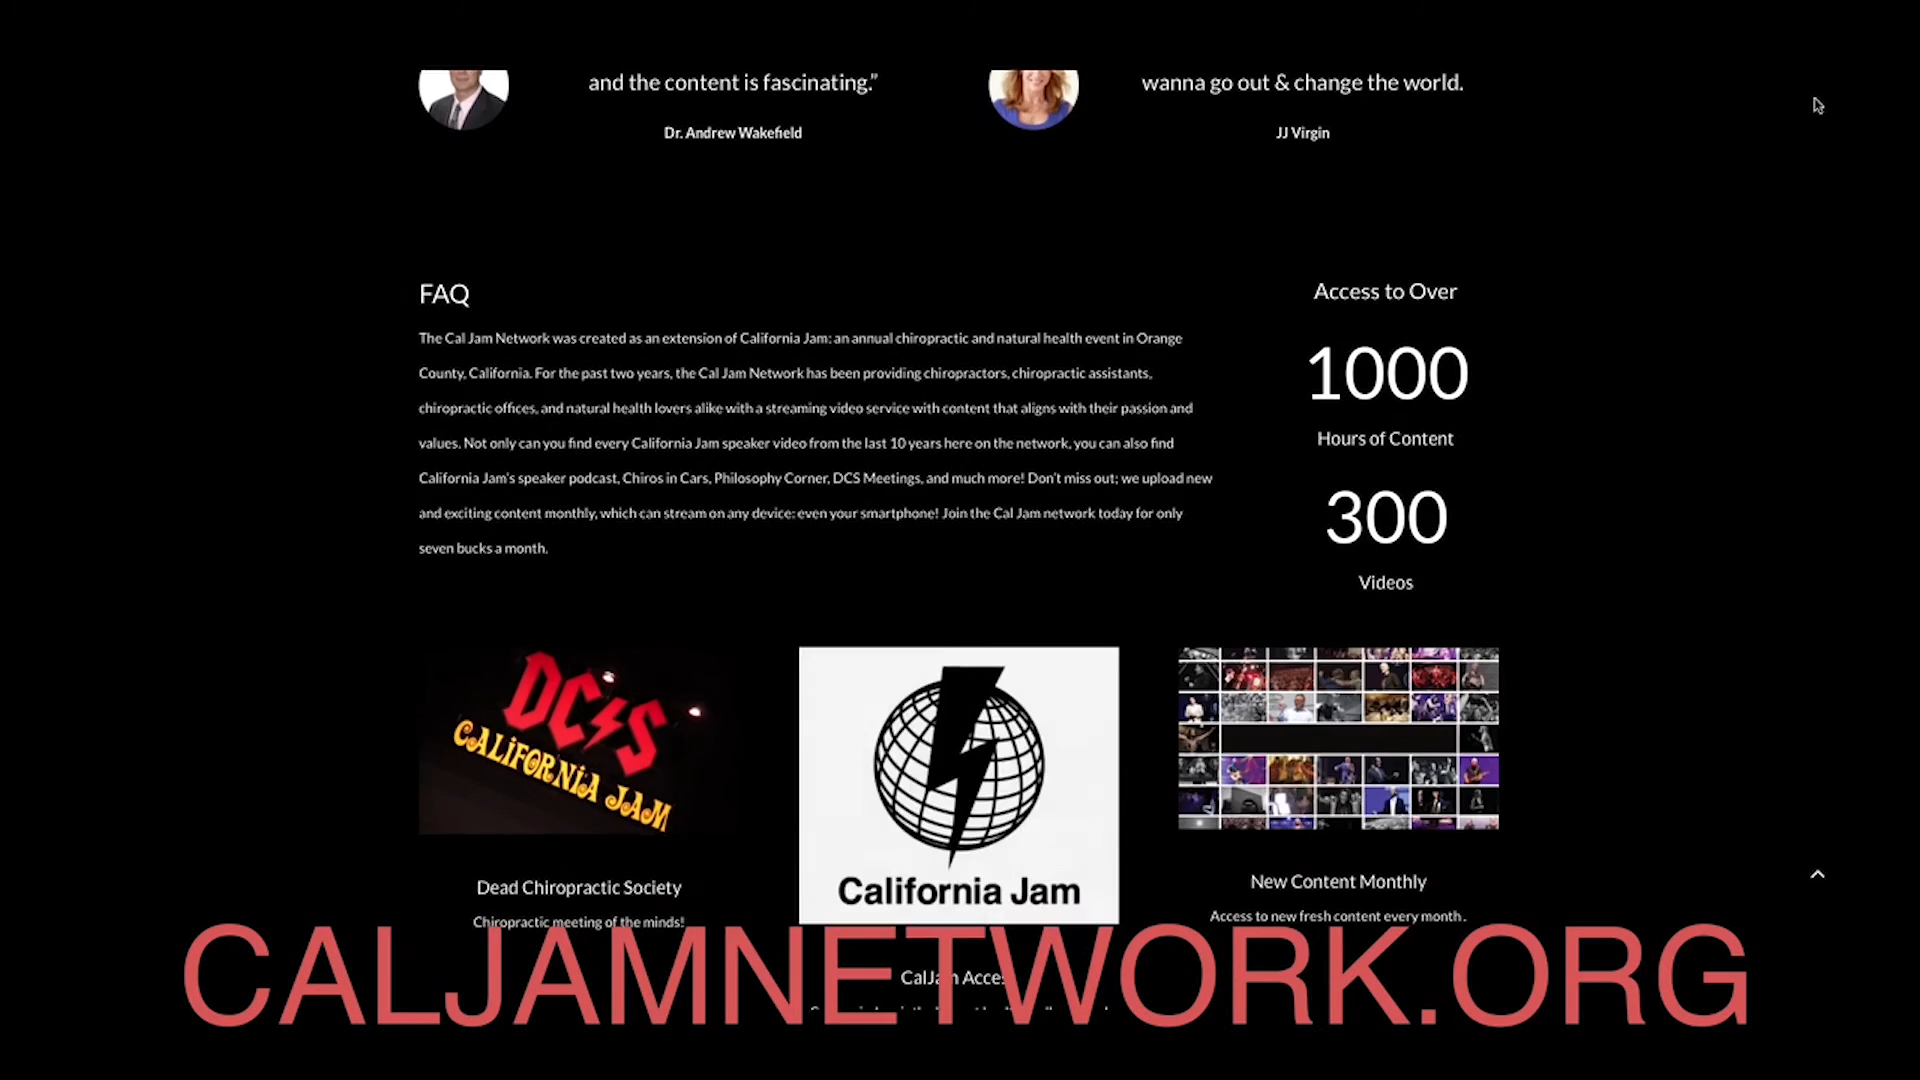 and the content is fascinating.”
Dr. Andrew Wakefield
wanna go out & change the world.
JJ Virgin
FAQ
The Cal Jam Network was created as an extension of California Jam: an annual chiropractic and natural health event in Orange
County, California. For the past two years, the Cal Jam Network has been providing chiropractors, chiropractic assistants,
chiropractic offices, and natural health lovers alike with a streaming video service with content that aligns with their passion and
values. Not only can you find every California Jam speaker video from the last 10 years here on the network, you can also find
California Jam's speaker podcast, Chiros in Cars, Philosophy Corner, DCS Meetings, and much more! Don't miss out; we upload new
and exciting content monthly, which can stream on any device: even your smartphone! Join the Cal Jam network today for only
seven bucks a month.
Access to Over
1000
Hours of Content
300
Videos
DCS
CALIFORNIA JAM
Dead Chiropractic Society
Chiropractic meeting of the minds!
California Jam
CalJam
New Content Monthly
Access to new fresh content every month.
CALJAMNETWORK.ORG